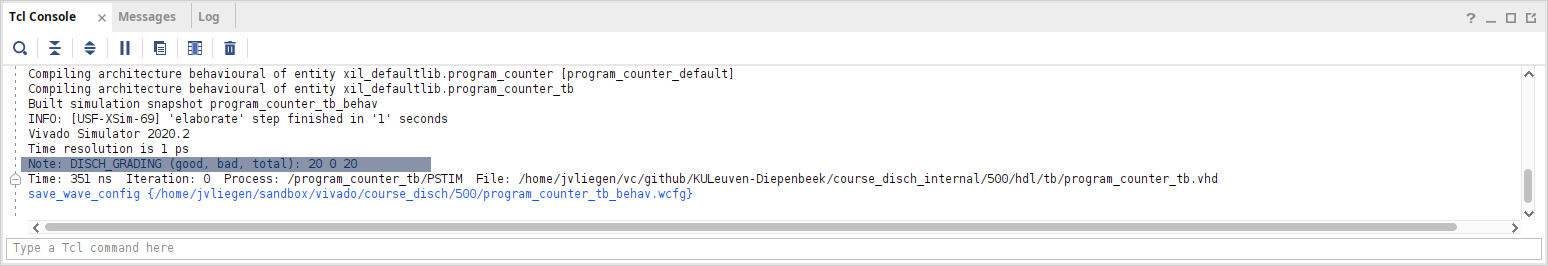 Tcl Console × Messages Log ? _
Compiling architecture behavioural of entity xil_defaultlib.program_counter [program_counter_default]
Compiling architecture behavioural of entity xil_defaultlib.program_counter_tb
Built simulation snapshot program_counter_tb_behav
INFO: [USF-XSim-69] 'elaborate' step finished in '1' seconds
Vivado Simulator 2020.2
Time resolution is 1 ps
Note: DISCH_GRADING (good, bad, total): 20 0 20
Time: 351 ns  Iteration: 0  Process: /program_counter_tb/PSTIM  File: /home/jvliegen/vc/github/KULeuven-Diepenbeek/course_disch_internal/500/hdl/tb/program_counter_tb.vhd
save_wave_config {/home/jvliegen/sandbox/vivado/course_disch/500/program_counter_tb_behav.wcfg}
Type a Tcl command here